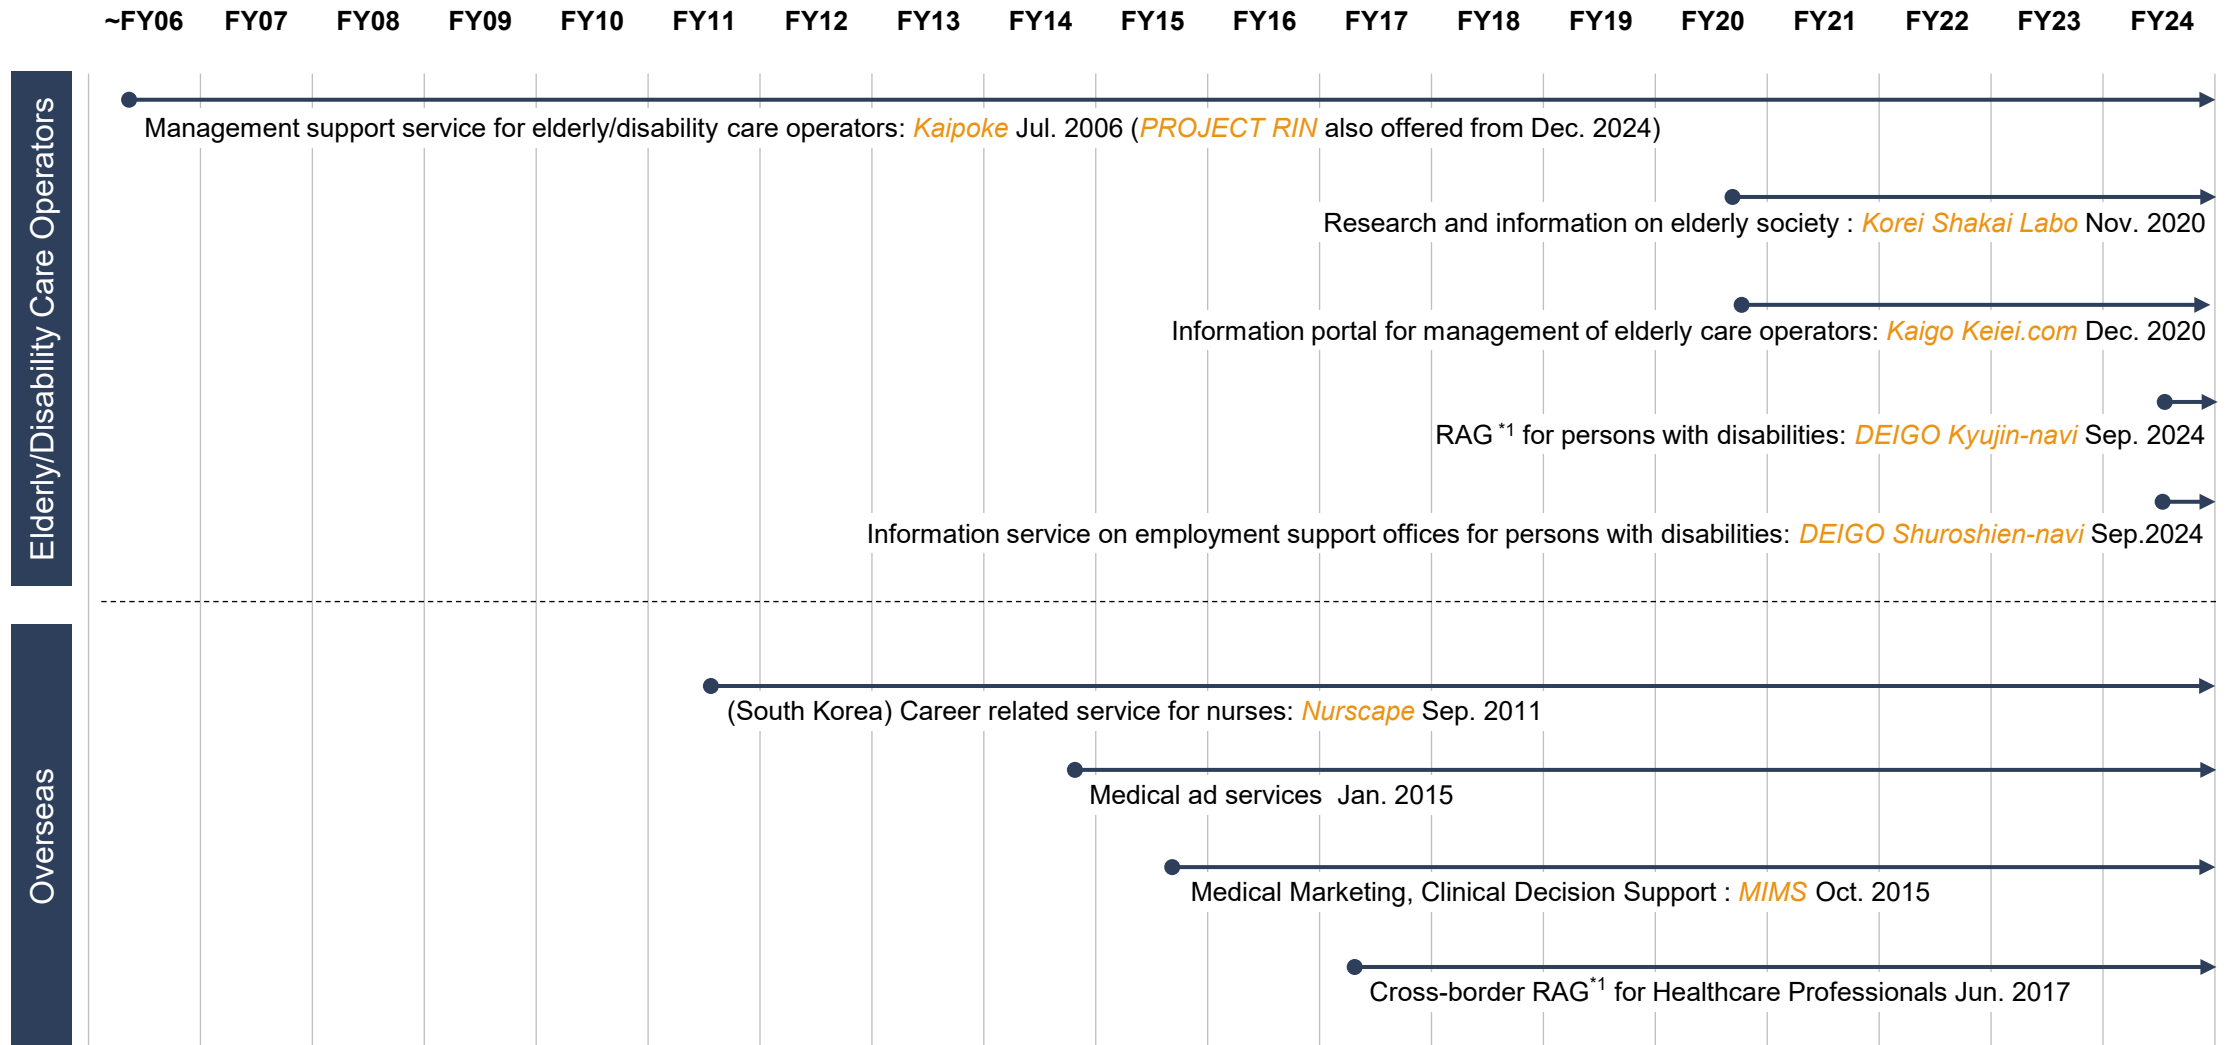 ~FY06 FY07 FY08 FY09 FY10 FY11 FY12 FY13 FY14 FY15 FY16 FY17 FY18 FY19 FY20 FY21 FY22 FY23 FY24
Elderly/Disability Care Operators
Management support service for elderly/disability care operators: Kaipoke Jul. 2006 (PROJECT RIN also offered from Dec. 2024)
Research and information on elderly society : Korei Shakai Labo Nov. 2020
Information portal for management of elderly care operators: Kaigo Keiei.com Dec. 2020
RAG *1 for persons with disabilities: DEIGO Kyujin-navi Sep. 2024
Information service on employment support offices for persons with disabilities: DEIGO Shuroshien-navi Sep.2024
Overseas
(South Korea) Career related service for nurses: Nurscape Sep. 2011
Medical ad services Jan. 2015
Medical Marketing, Clinical Decision Support : MIMS Oct. 2015
Cross-border RAG*1 for Healthcare Professionals Jun. 2017